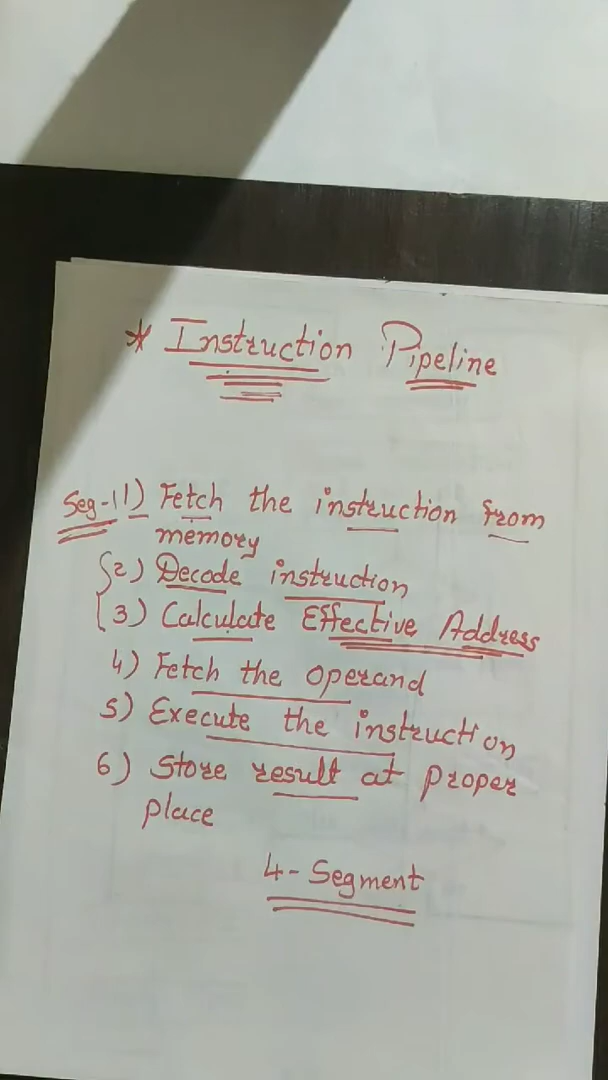 * Instruction Pipeline
Seg-1 1) Fetch the instruction from
memory
2) Decode instruction
3) Calculate Effective Address
4) Fetch the operand
5) Execute the instruction
6) Store result at proper
place
4- Segment